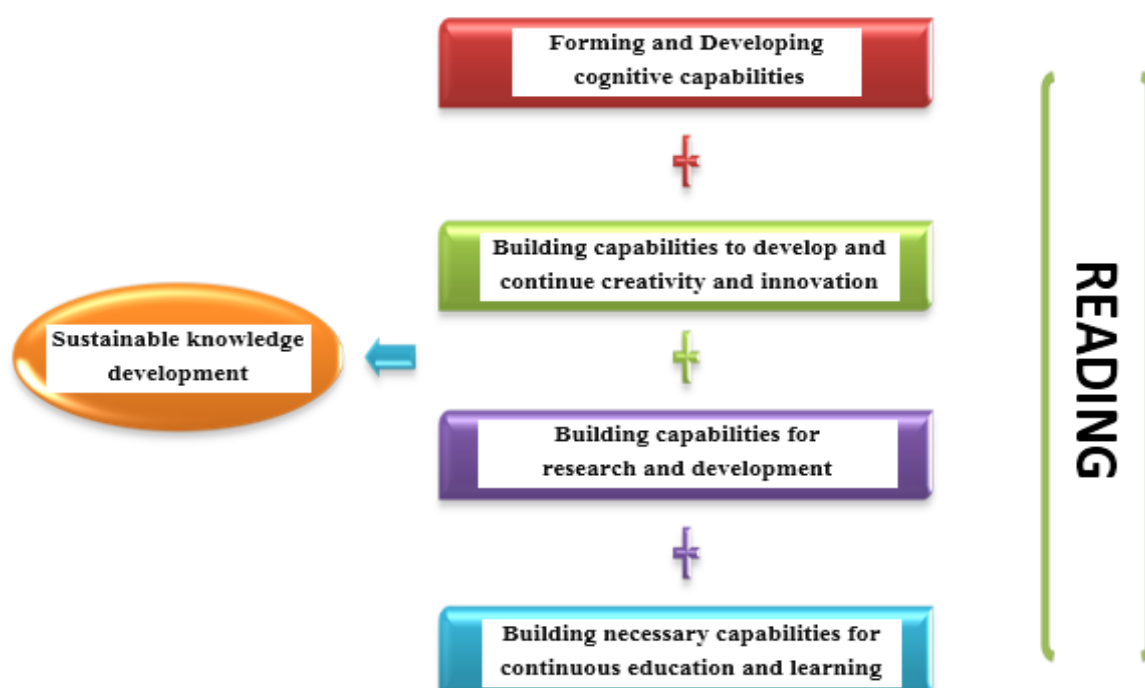 Forming and Developing
cognitive capabilities
Building capabilities to develop and
continue creativity and innovation
Sustainable knowledge
development
Building capabilities for
research and development
Building necessary capabilities for
continuous education and learning
READING